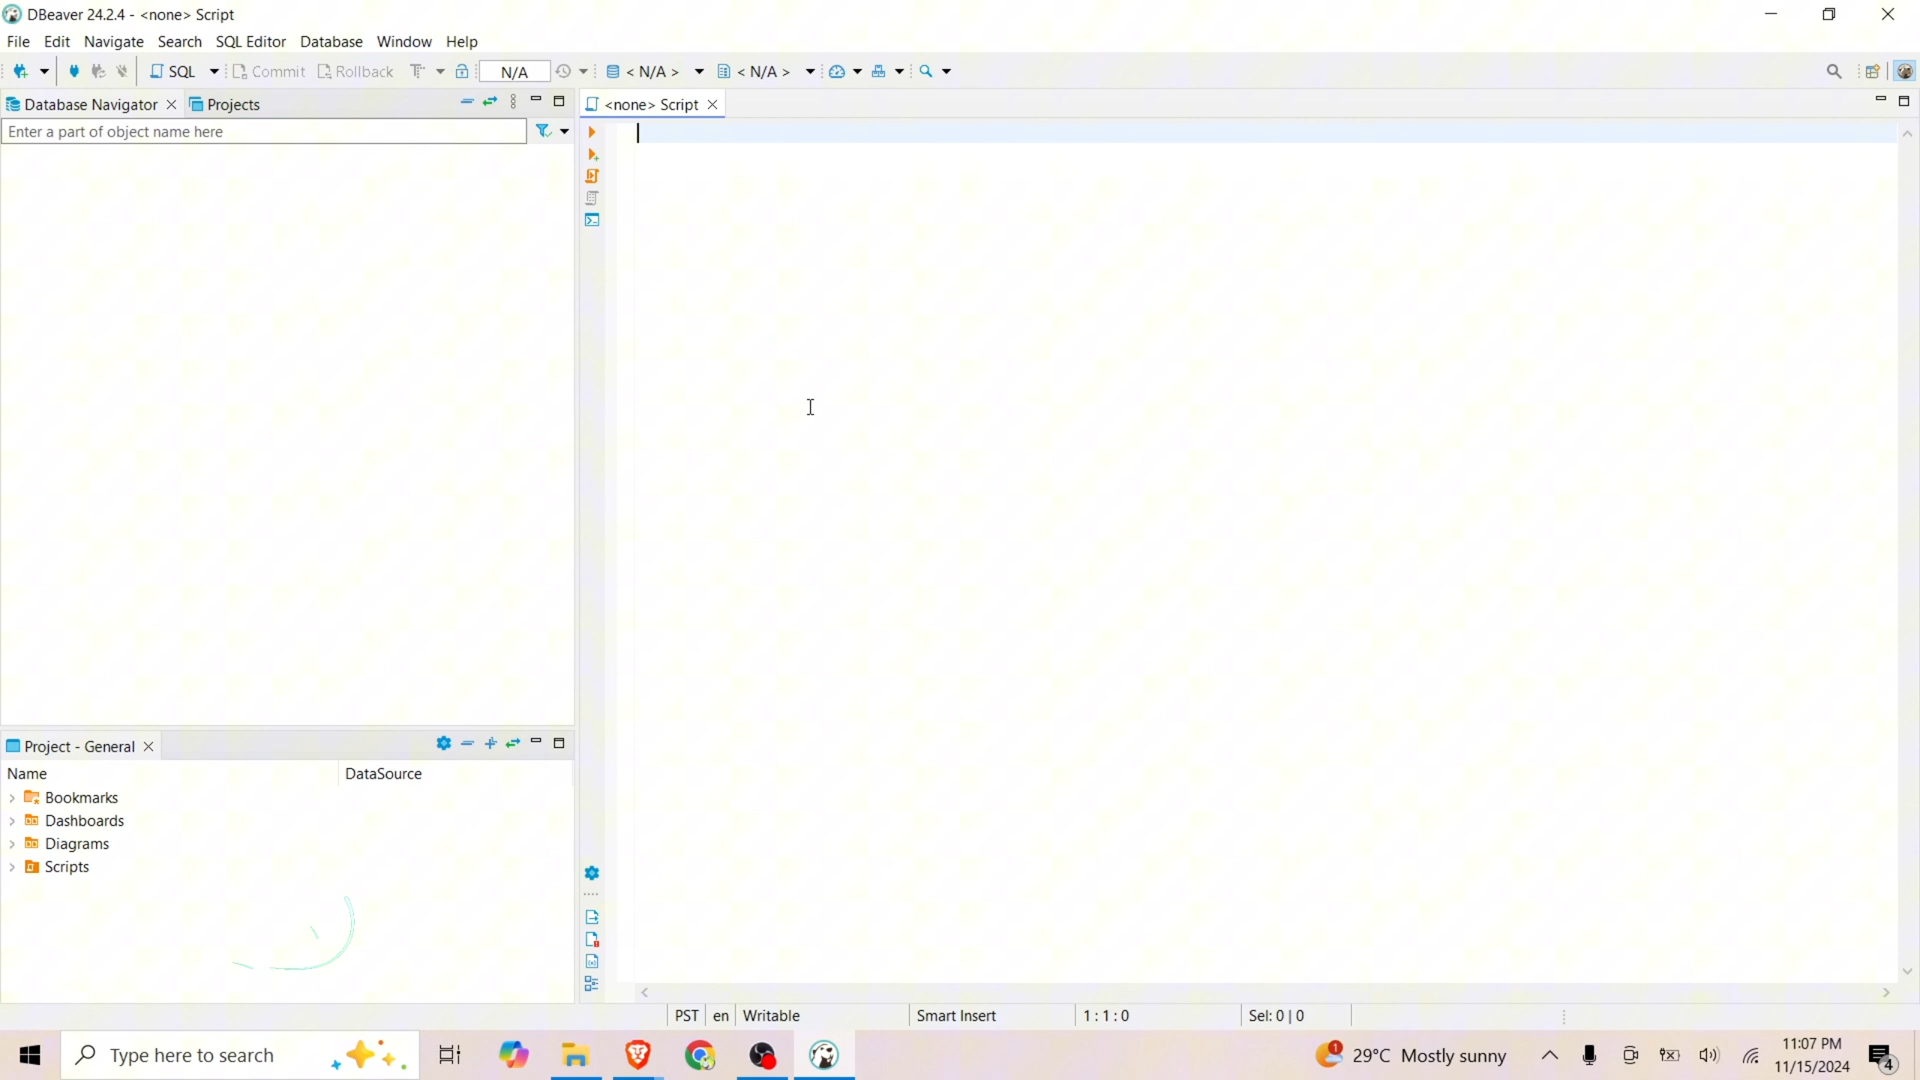 DBeaver 24.2.4 - <none> Script
File Edit Navigate Search SQL Editor Database Window Help
SQL Commit Rollback N/A < N/A > < N/A >
Database Navigator Projects
<none> Script
Enter a part of object name here
Project - General
Name DataSource
Bookmarks
Dashboards
Diagrams
Scripts
PST en Writable Smart Insert 1 : 1 : 0 Sel: 0 | 0
Type here to search
1 29°C Mostly sunny
11:07 PM
11/15/2024
4